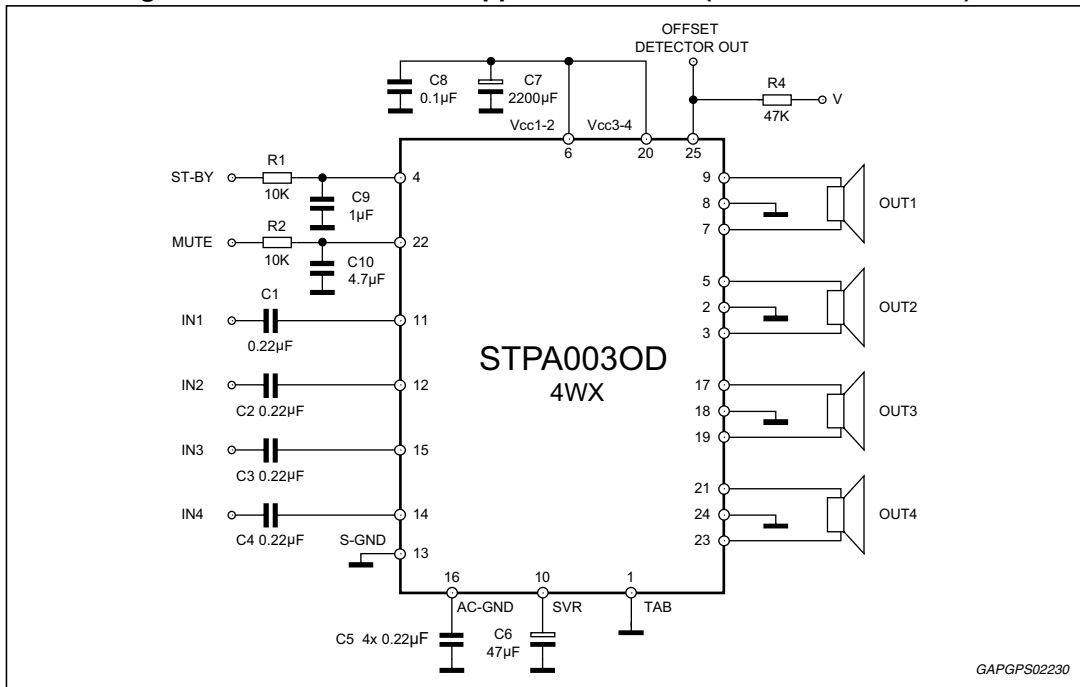 OFFSET
DETECTOR OUT
C8
0.1µF
C7
2200µF
R4
47K
V
Vcc1-2
Vcc3-4
6
20
25
ST-BY
R1
10K
4
C9
1µF
MUTE
R2
10K
22
C10
4.7µF
IN1
C1
0.22µF
11
IN2
C2 0.22µF
12
IN3
C3 0.22µF
15
IN4
C4 0.22µF
14
S-GND
13
STPA003OD
4WX
9
8
7
OUT1
5
2
3
OUT2
17
18
19
OUT3
21
24
23
OUT4
16
10
1
AC-GND
SVR
TAB
C5 4x 0.22µF
C6
47µF
GAPGPS02230